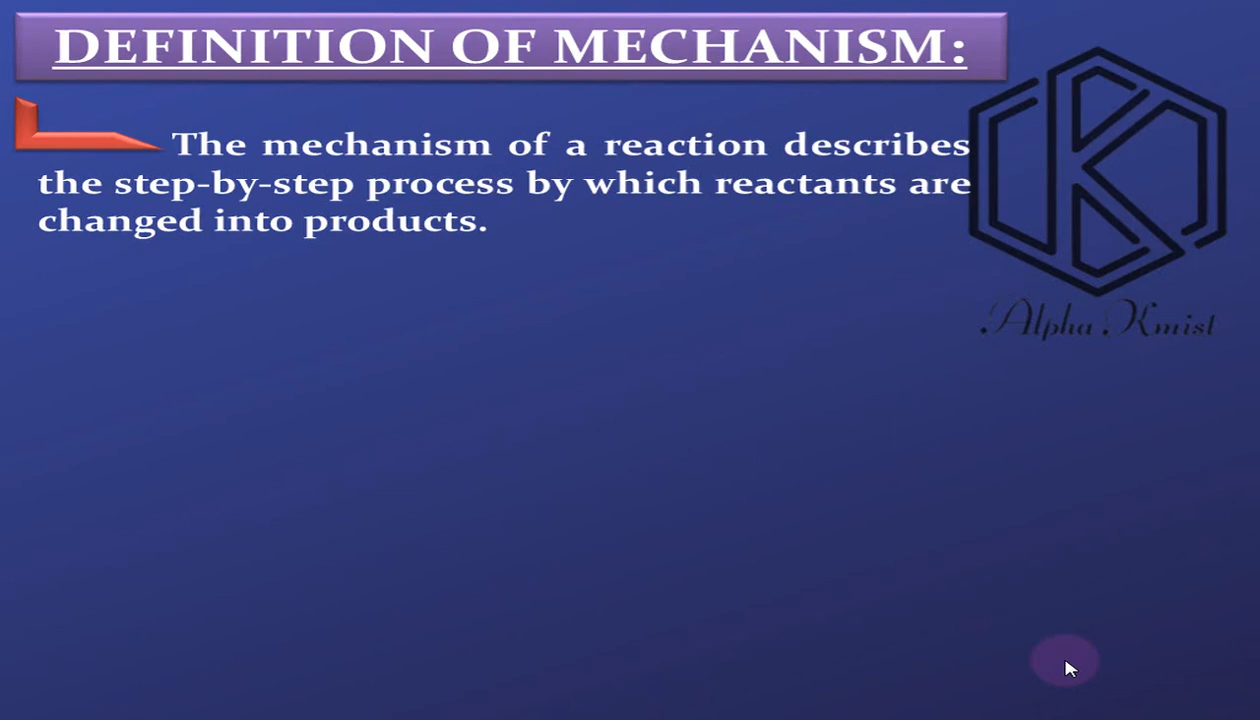 DEFINITION OF MECHANISM:
The mechanism of a reaction describes
the step-by-step process by which reactants are
changed into products.
Alpha Kmist